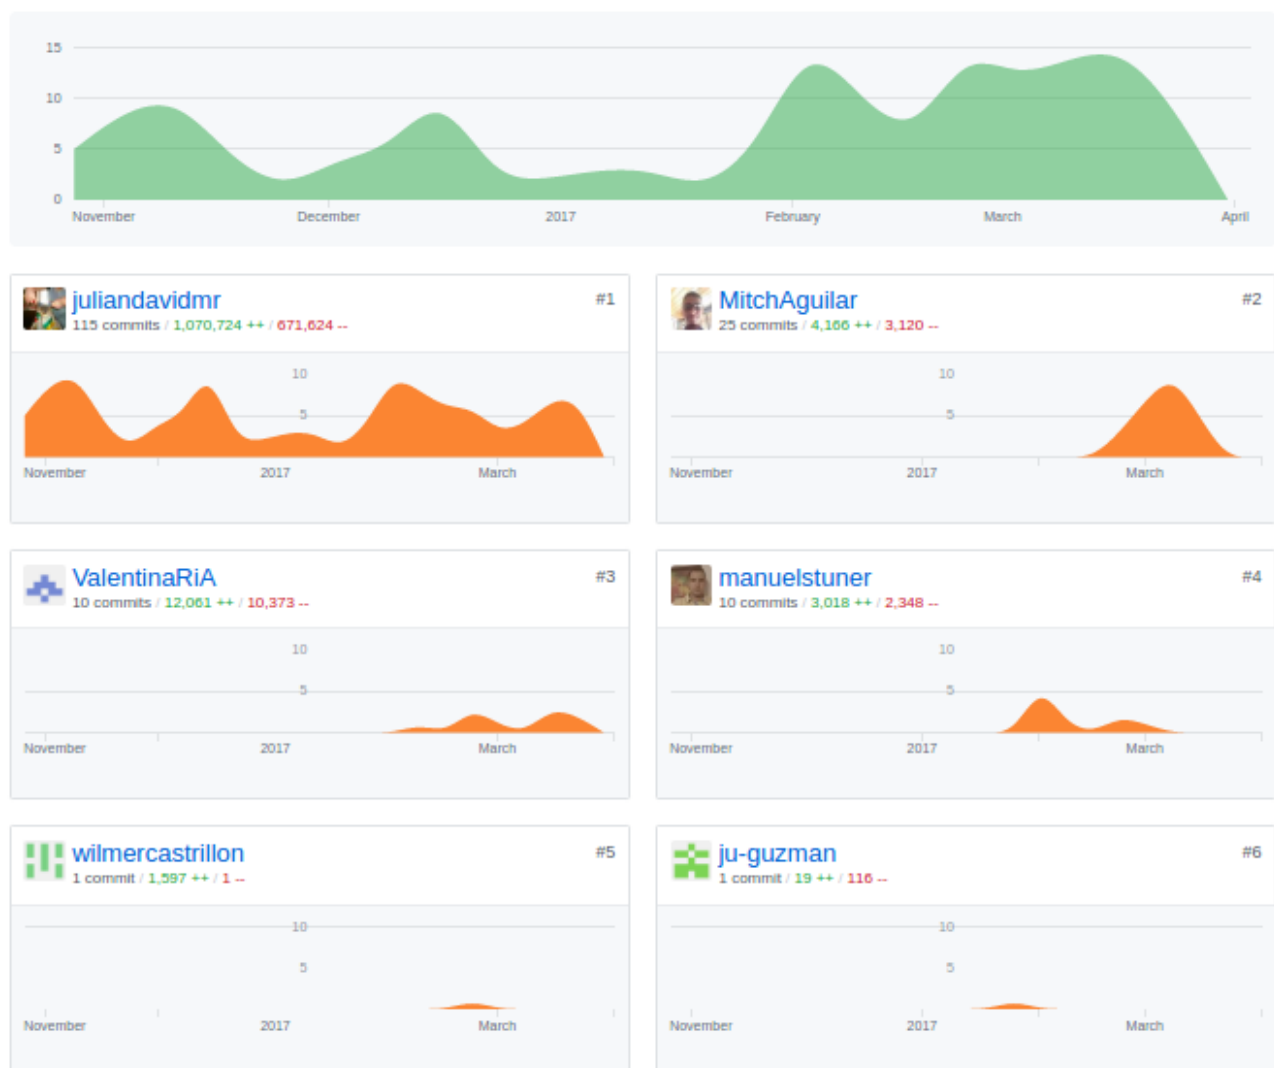 15
10
5
0
November December 2017 February March April
juliandavidmr #1
115 commits / 1,070,724 ++ / 671,624 --
10
5
November 2017 March
MitchAguilar #2
25 commits / 4,166 ++ / 3,120 --
10
5
November 2017 March
ValentinaRiA #3
10 commits / 12,061 ++ / 10,373 --
10
5
November 2017 March
manuelstuner #4
10 commits / 3,018 ++ / 2,348 --
10
5
November 2017 March
wilmercastrillon #5
1 commit / 1,597 ++ / 1 --
10
5
November 2017 March
ju-guzman #6
1 commit / 19 ++ / 116 --
10
5
November 2017 March